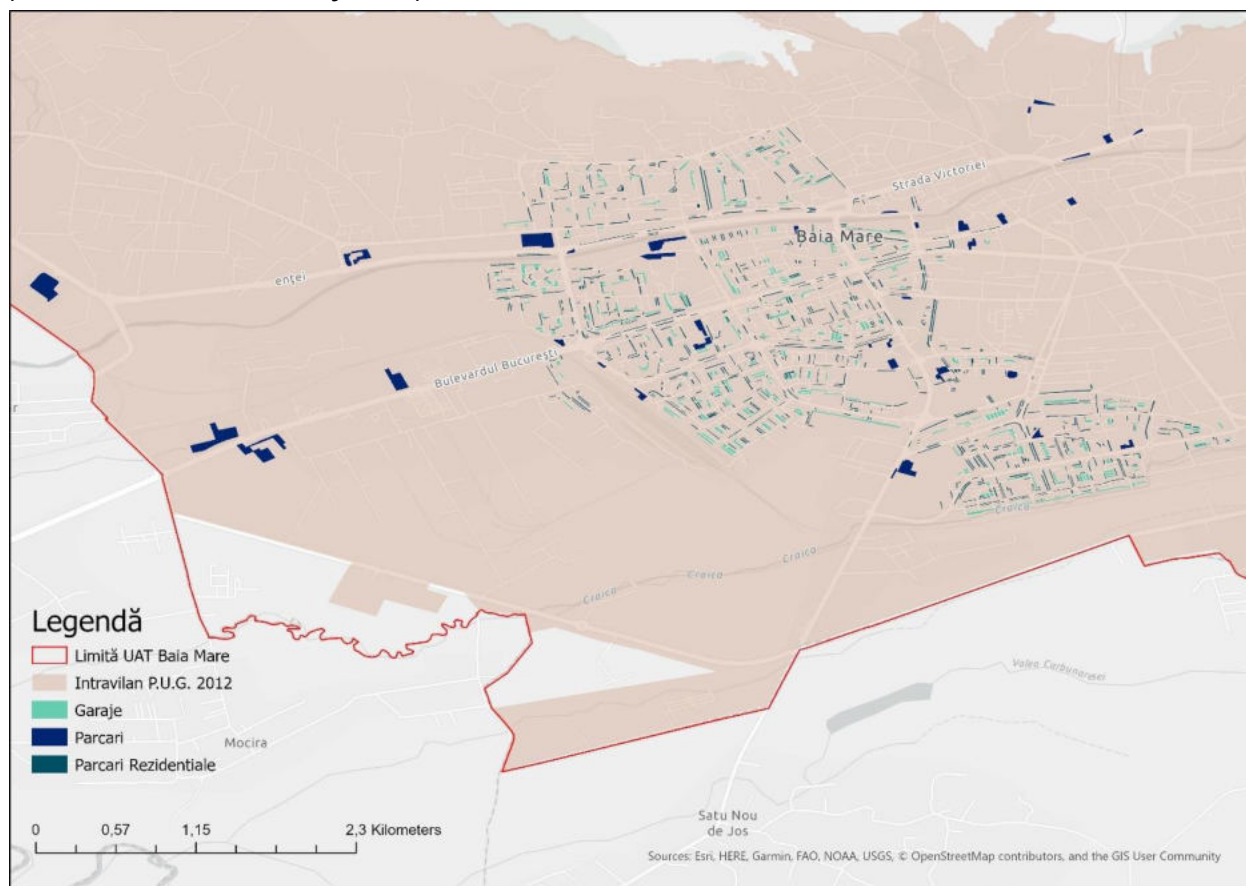 Strada Victoriei
Baia Mare
enței
Bulevardul București
Craica
Craica
Craica
Craica
Legendă
Limită UAT Baia Mare
Intravilan P.U.G. 2012
Garaje
Parcari
Parcari Rezidentiale
Valea Carbunaresei
Mocira
Satu Nou
de Jos
0 0,57 1,15 2,3 Kilometers
Sources: Esri, HERE, Garmin, FAO, NOAA, USGS, © OpenStreetMap contributors, and the GIS User Community